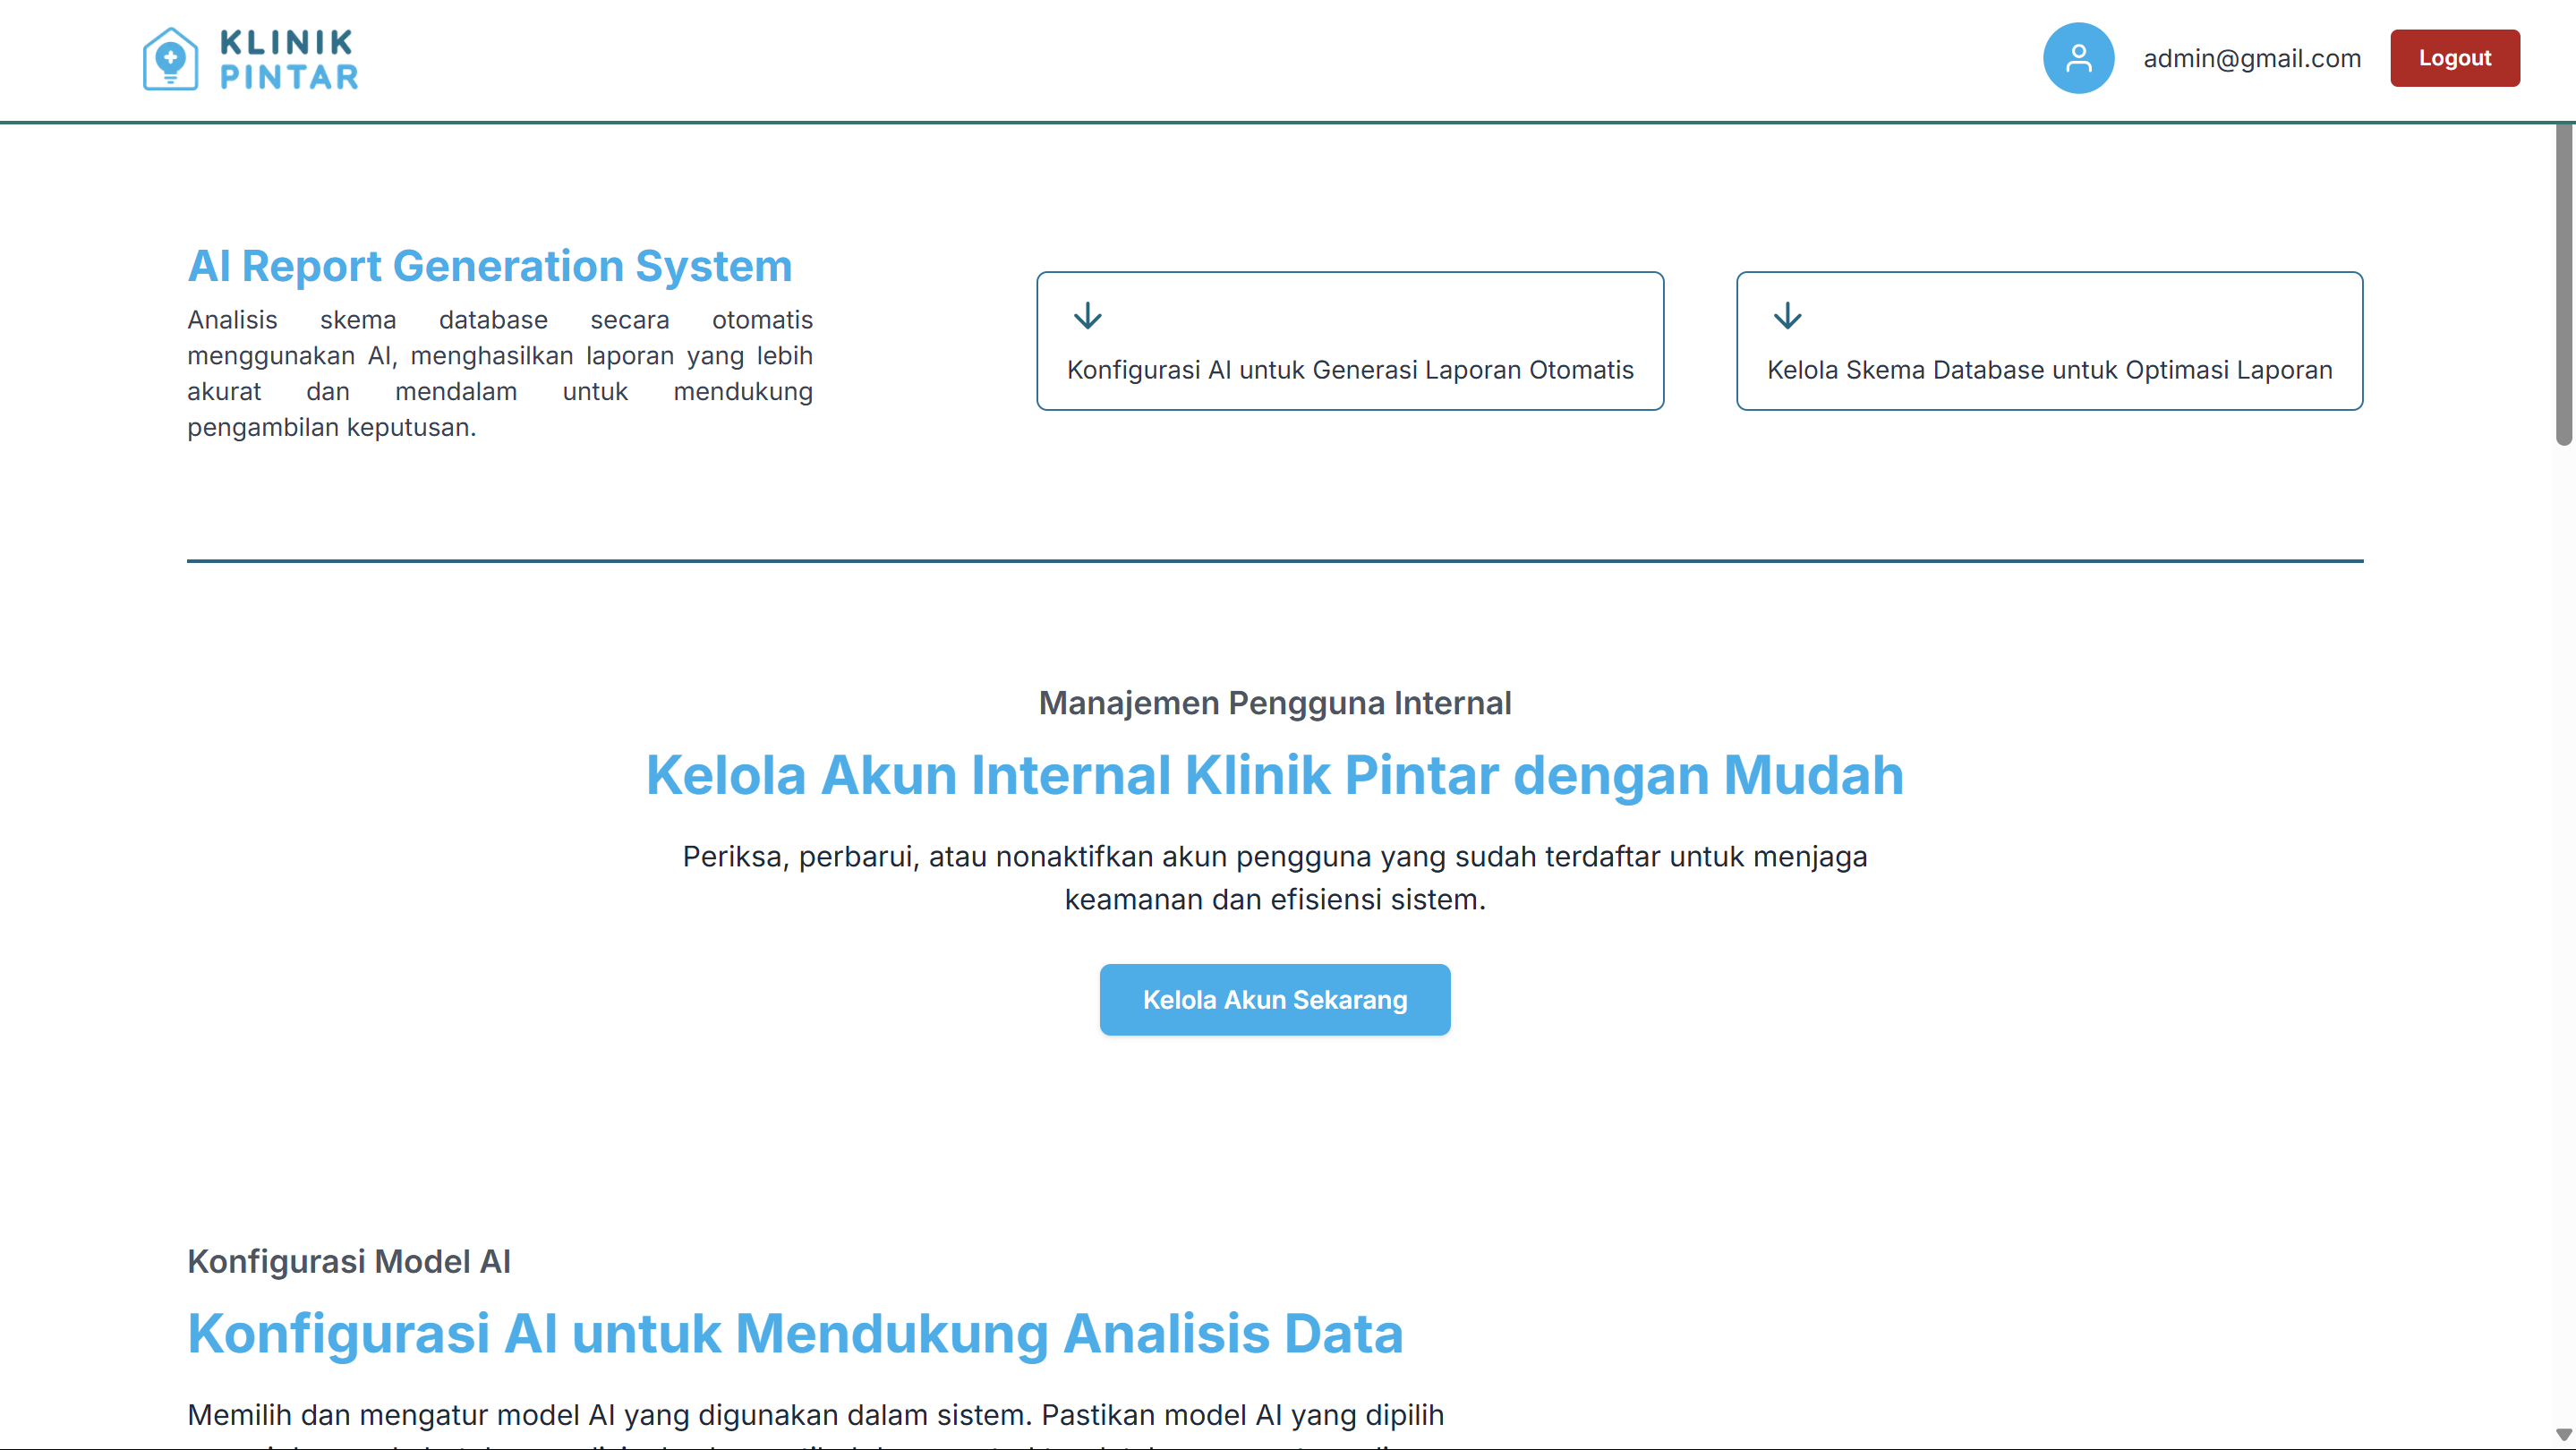 KLINIK
PINTAR
admin@gmail.com
Logout
AI Report Generation System
Analisis skema database secara otomatis
menggunakan AI, menghasilkan laporan yang lebih
akurat dan mendalam untuk mendukung
pengambilan keputusan.
Konfigurasi AI untuk Generasi Laporan Otomatis
Kelola Skema Database untuk Optimasi Laporan
Manajemen Pengguna Internal
Kelola Akun Internal Klinik Pintar dengan Mudah
Periksa, perbarui, atau nonaktifkan akun pengguna yang sudah terdaftar untuk menjaga
keamanan dan efisiensi sistem.
Kelola Akun Sekarang
Konfigurasi Model AI
Konfigurasi AI untuk Mendukung Analisis Data
Memilih dan mengatur model AI yang digunakan dalam sistem. Pastikan model AI yang dipilih